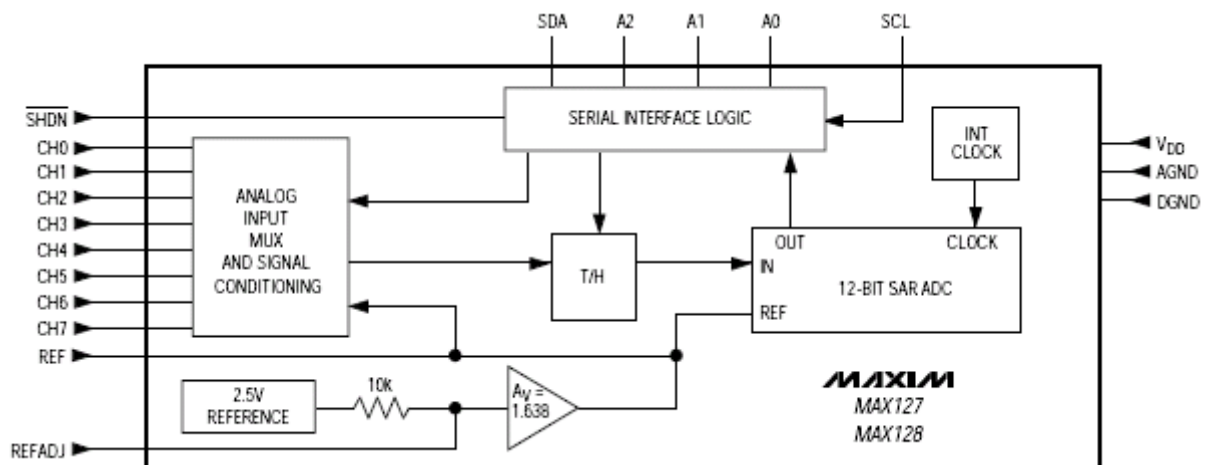 SDA A2 A1 A0 SCL
SHDN
SERIAL INTERFACE LOGIC
INT
CLOCK
CH0
CH1
CH2
CH3
CH4
CH5
CH6
CH7
REF
REFADJ
ANALOG
INPUT
MUX
AND SIGNAL
CONDITIONING
T/H
OUT CLOCK
IN
12-BIT SAR ADC
REF
VDD
AGND
DGND
2.5V
REFERENCE
10k
AV =
1.638
MAXIM
MAX127
MAX128